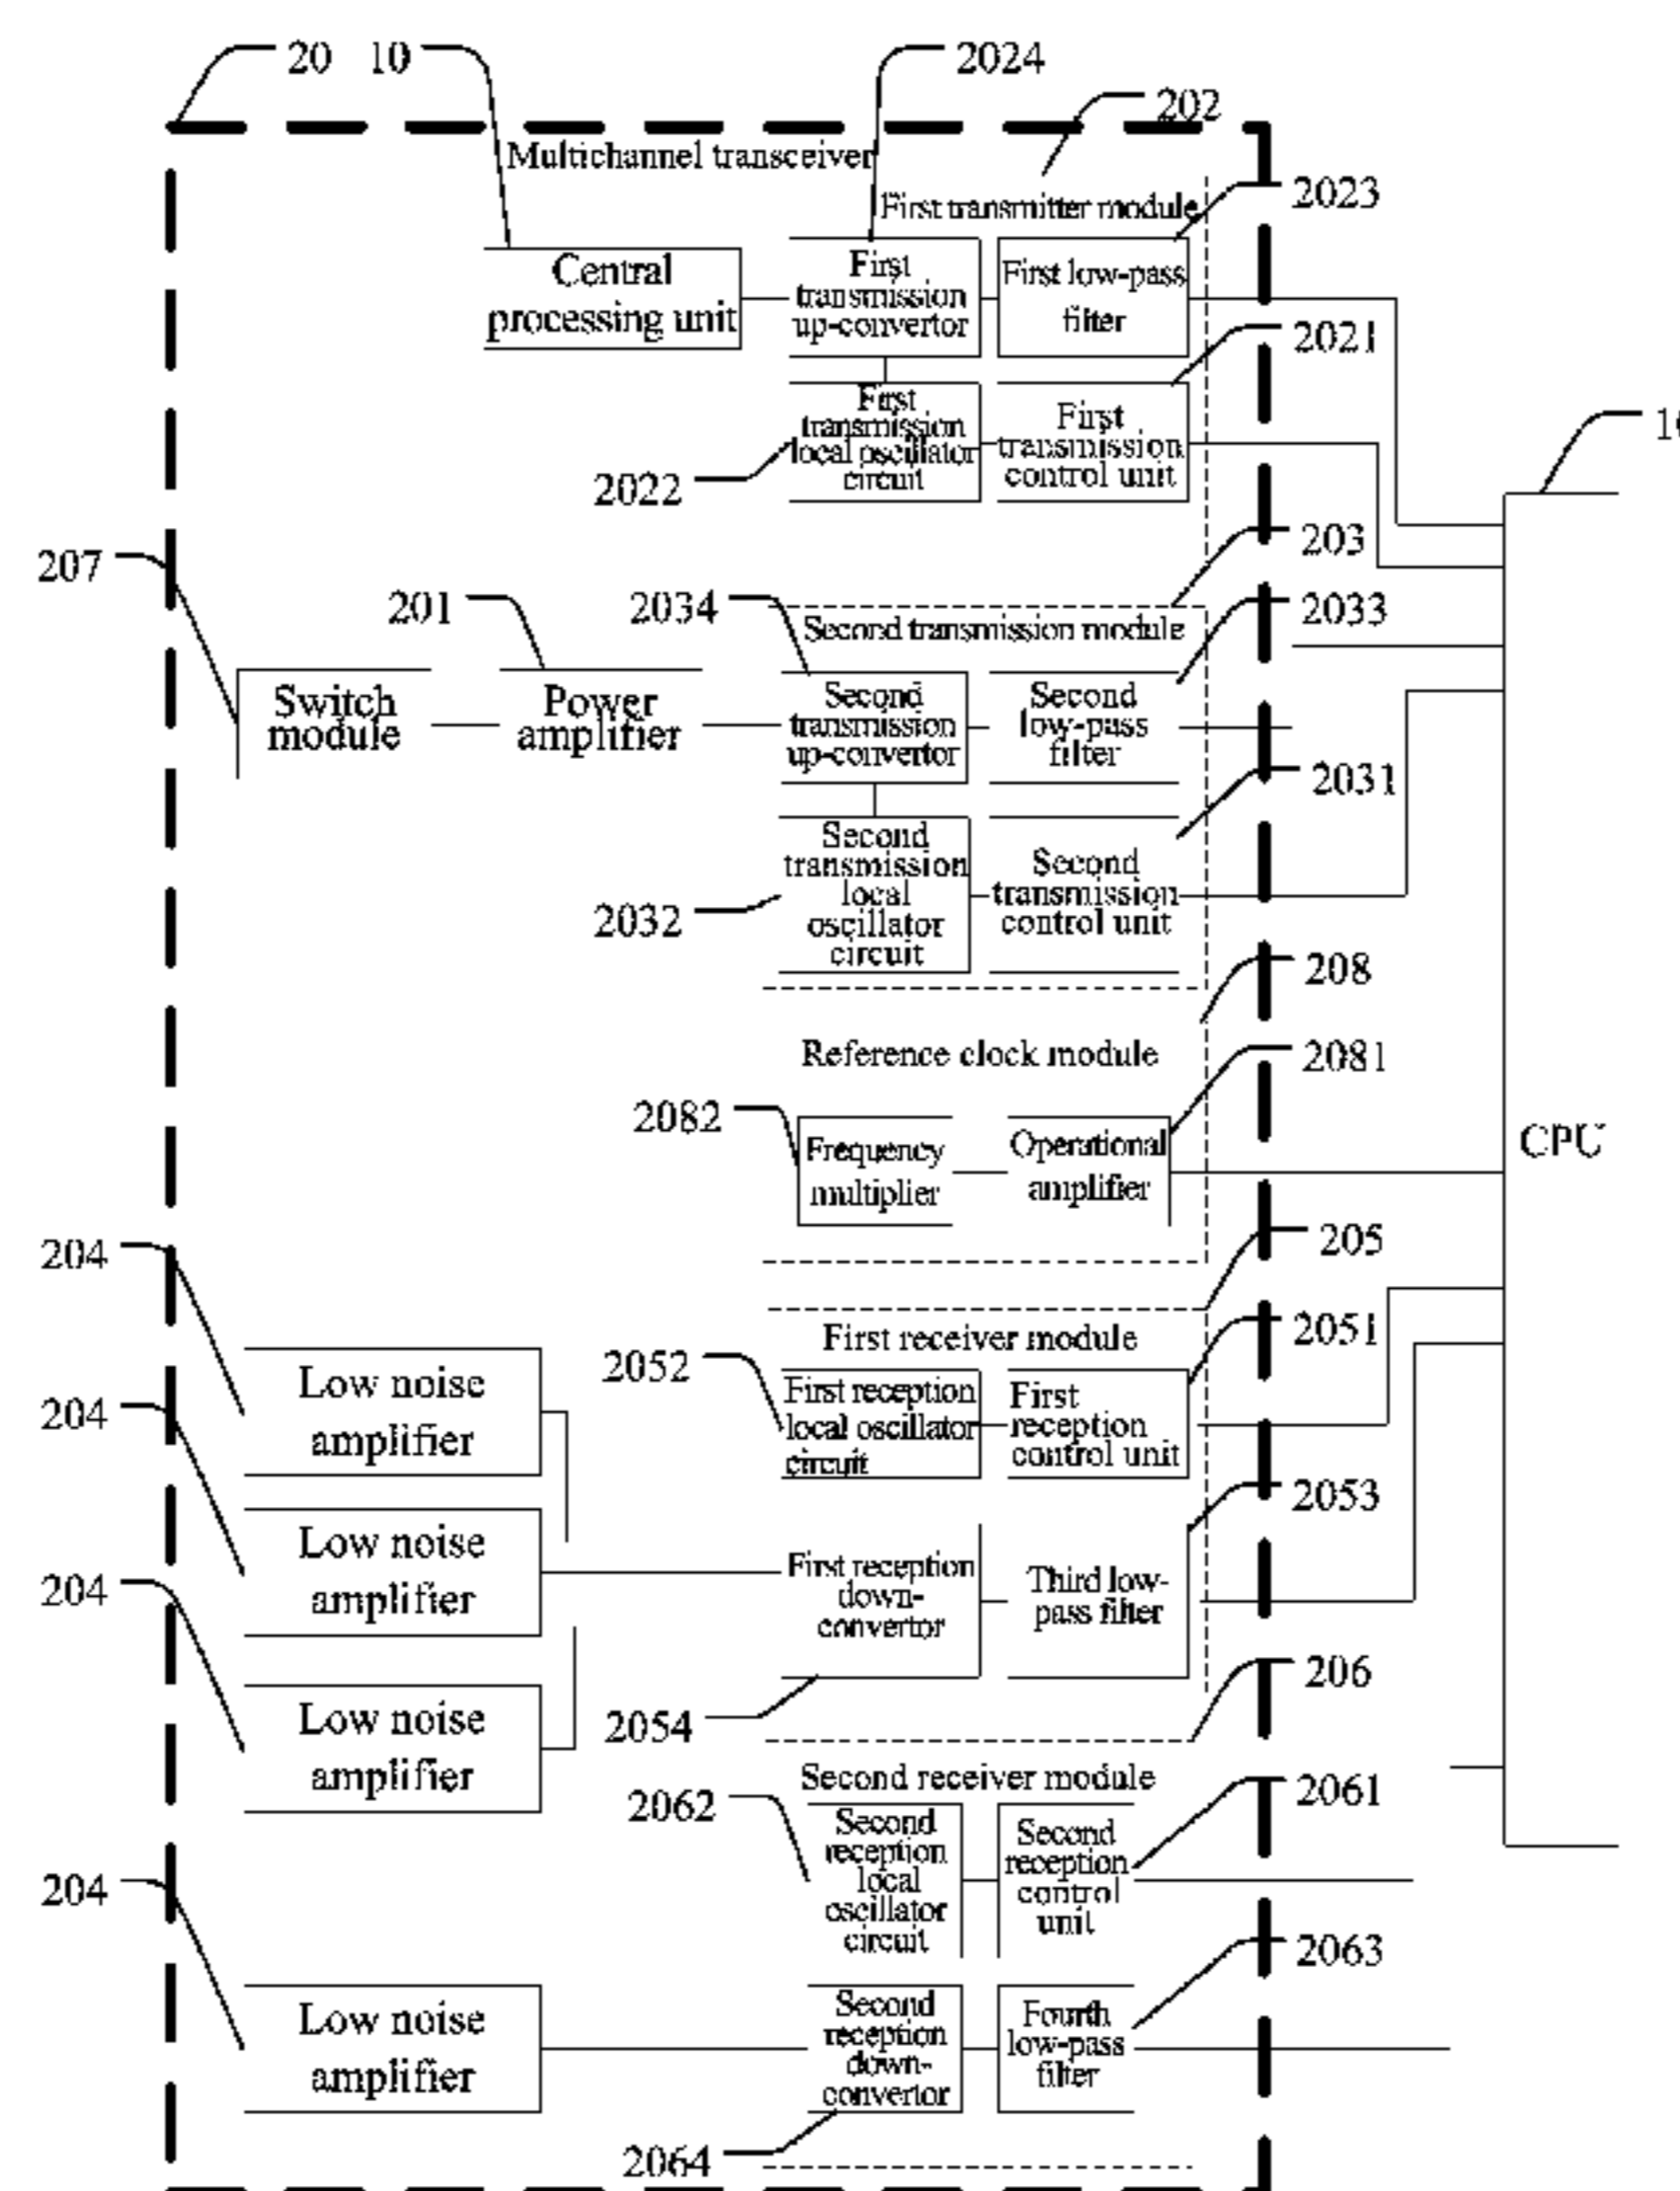 20 10 2024
202
Multichannel transceiver
2023
First transmitter module
Central
processing unit
First
transmission
up-convertor
First low-pass
filter
2021
First
transmission
local oscillator
circuit
First
transmission
control unit
2022
203
207
201
2034
2033
Second transmission module
Switch
module
Power
amplifier
Second
transmission
up-convertor
Second
low-pass
filter
2031
Second
transmission
local
oscillator
circuit
Second
transmission
control unit
2032
208
Reference clock module
2081
2082
Frequency
multiplier
Operational
amplifier
CPU
204
205
First receiver module
2051
2052
Low noise
amplifier
First reception
local oscillator
circuit
First
reception
control unit
204
2053
Low noise
amplifier
First reception
down-
convertor
Third low-
pass filter
204
206
Low noise
amplifier
2054
Second receiver module
2061
2062
Second
reception
local
oscillator
circuit
Second
reception
control
unit
204
2063
Low noise
amplifier
Second
reception
down-
convertor
Fourth
low-pass
filter
2064